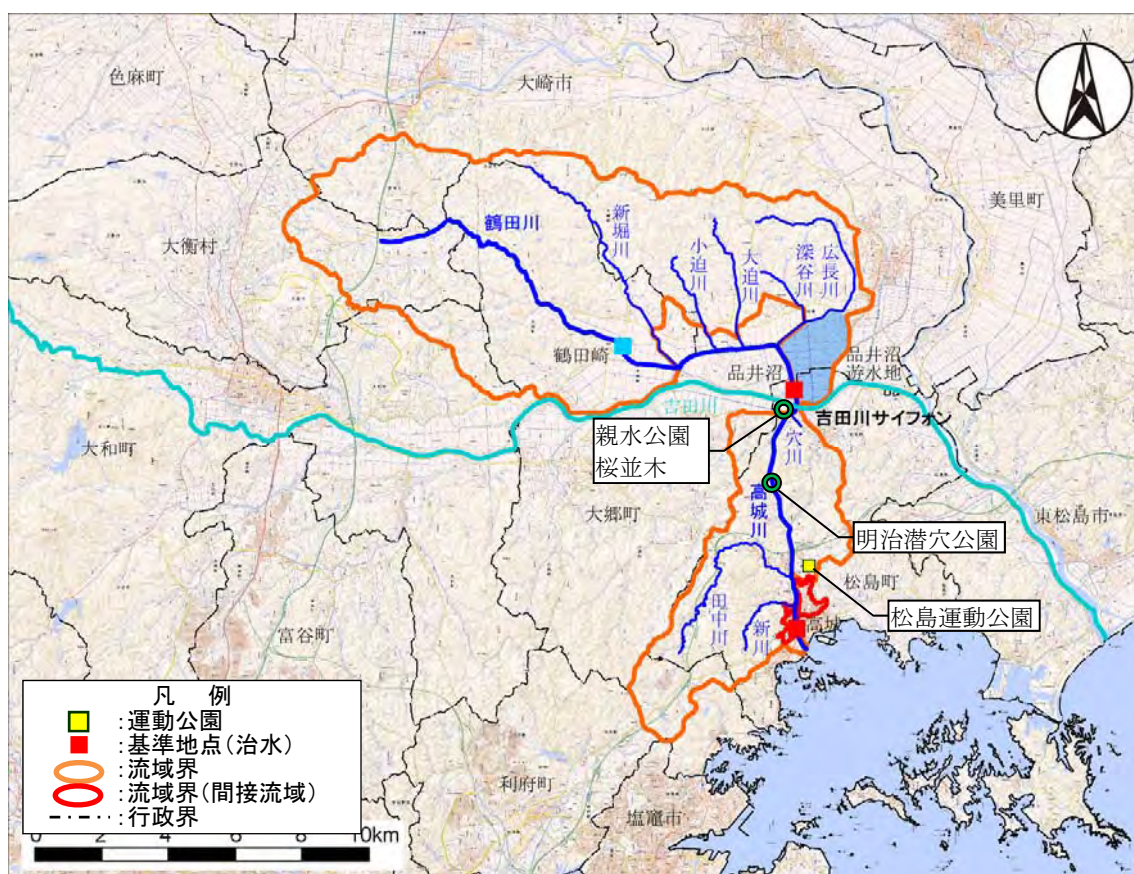 N
色麻町
大崎市
美里町
大衡村
鶴田川
新堀川
小迫川
大迫川
深谷川
広長川
鶴田崎
品井沼
品井沼
遊水地
吉田川
吉田川サイフォン
大和町
親水公園
桜並木
穴川
高城川
大郷町
明治潜穴公園
東松島市
松島町
松島運動公園
田中川
新川
高城
富谷町
利府町
塩竈市
凡 例
:運動公園
:基準地点(治水)
:流域界
:流域界(間接流域)
:行政界
0 2 4 6 8 10km